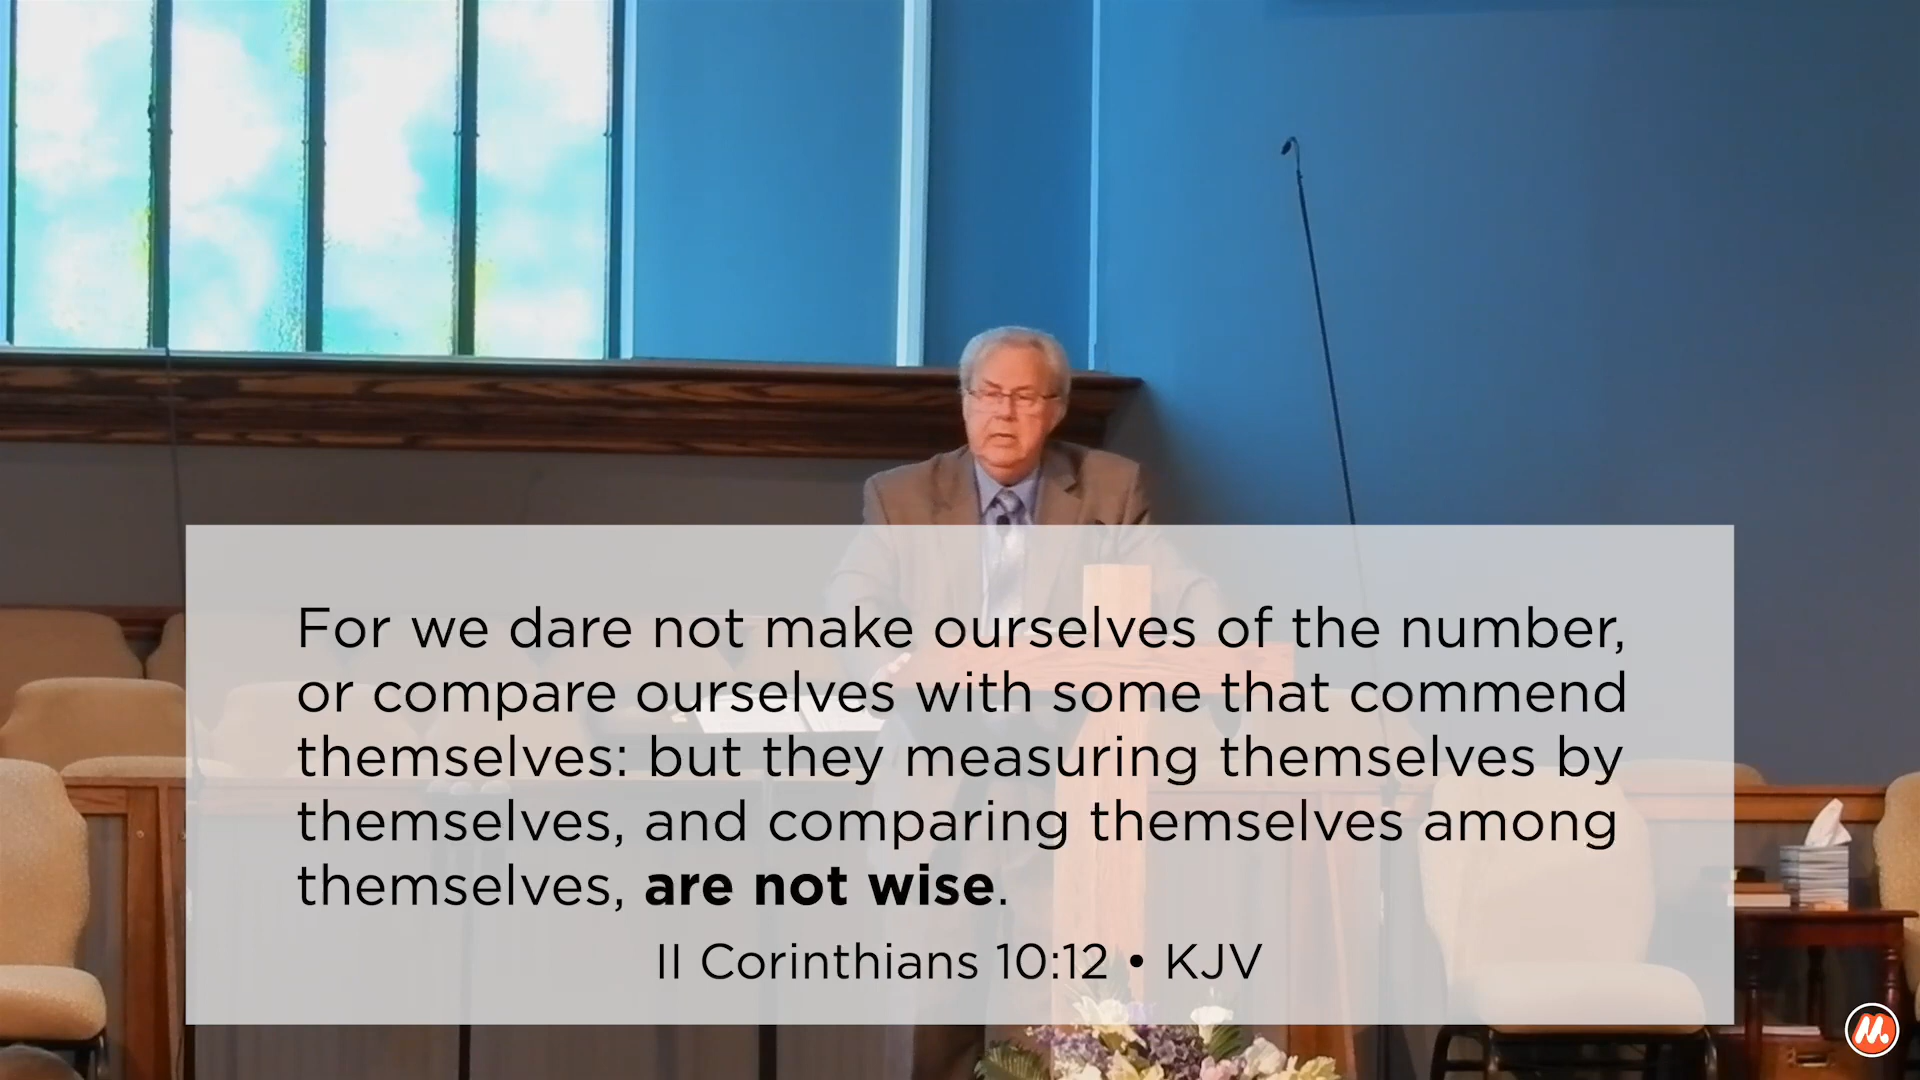 For we dare not make ourselves of the number,
or compare ourselves with some that commend
themselves: but they measuring themselves by
themselves, and comparing themselves among
themselves, are not wise.
II Corinthians 10:12 • KJV
M